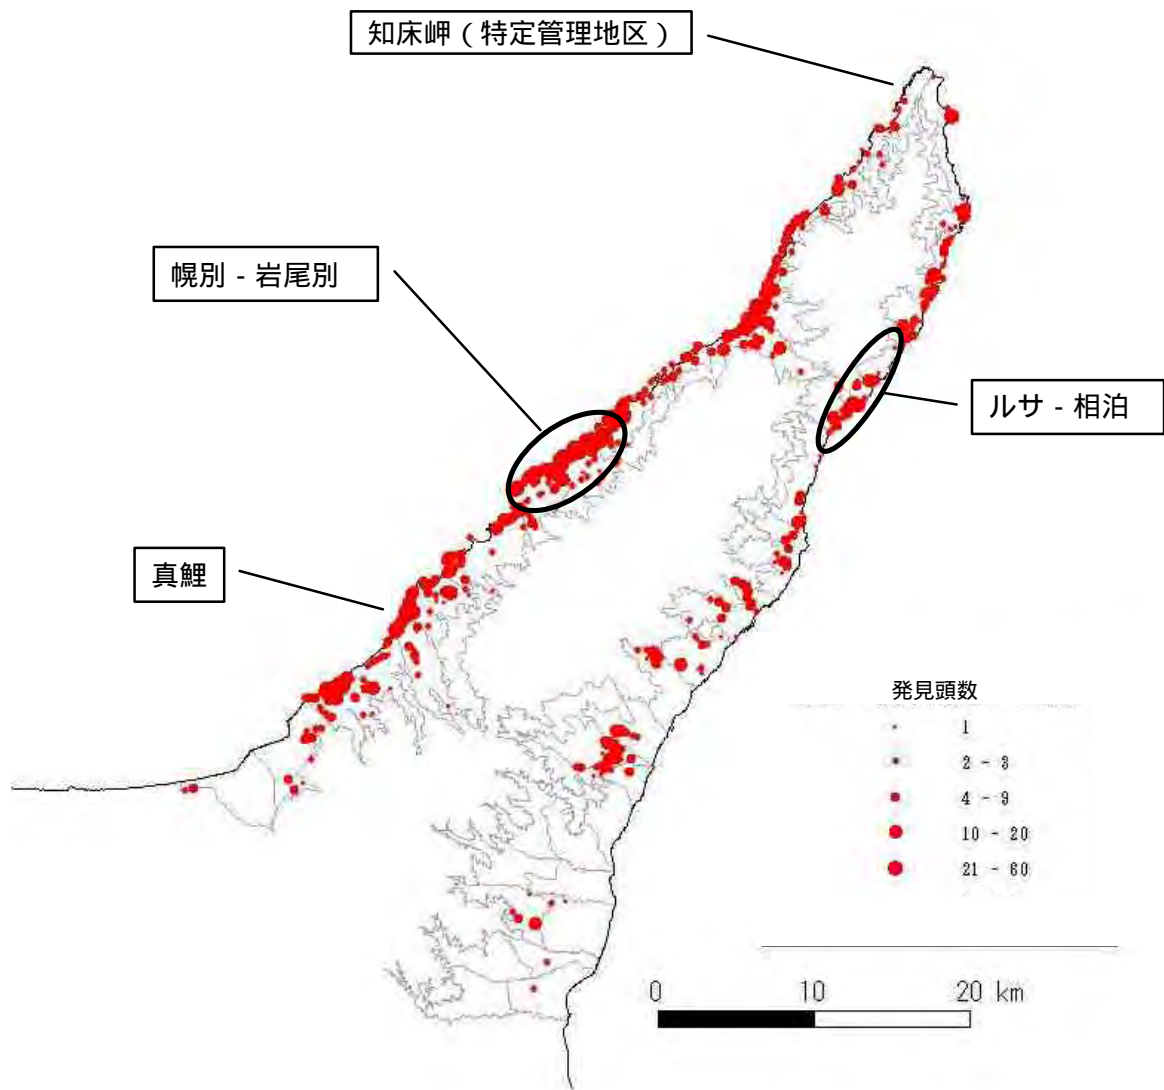 知床岬（特定管理地区）
幌別 - 岩尾別
ルサ - 相泊
真鯉
発見頭数
1
2 - 3
4 - 9
10 - 20
21 - 60
0 10 20 km